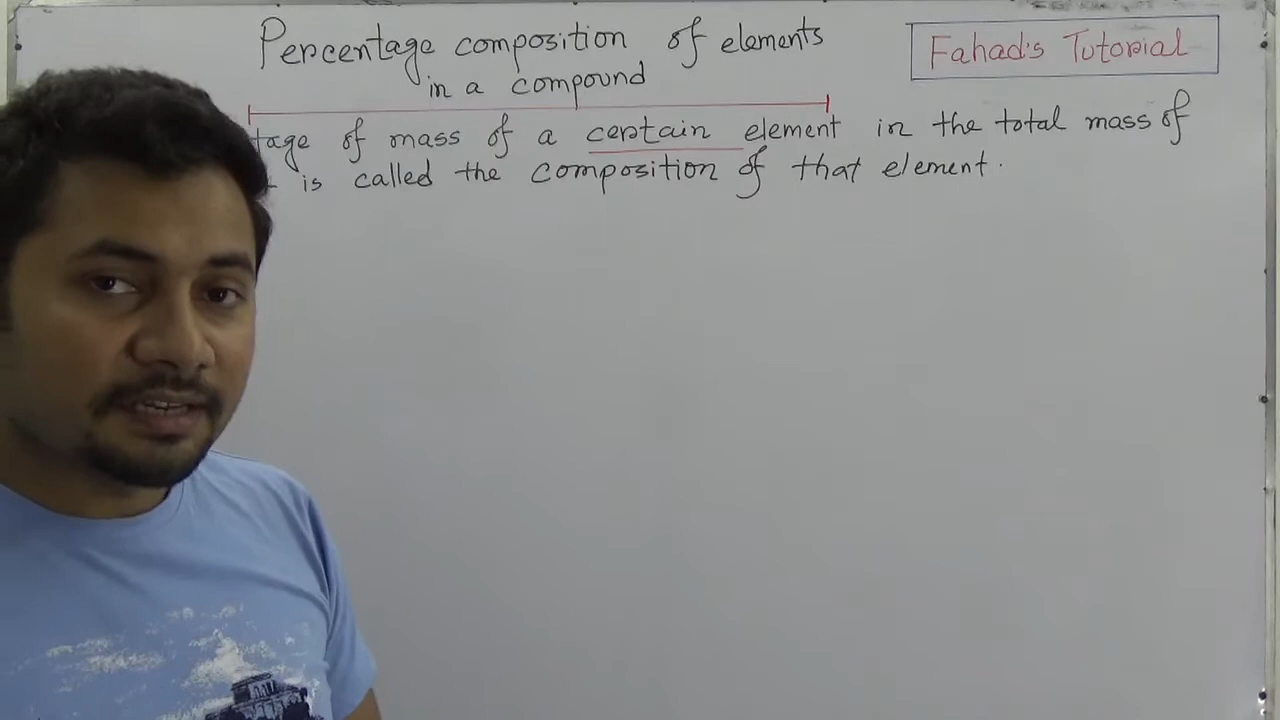 Percentage composition of elements
in a compound
Fahad's Tutorial
tage of mass of a certain element in the total mass of
is called the composition of that element.